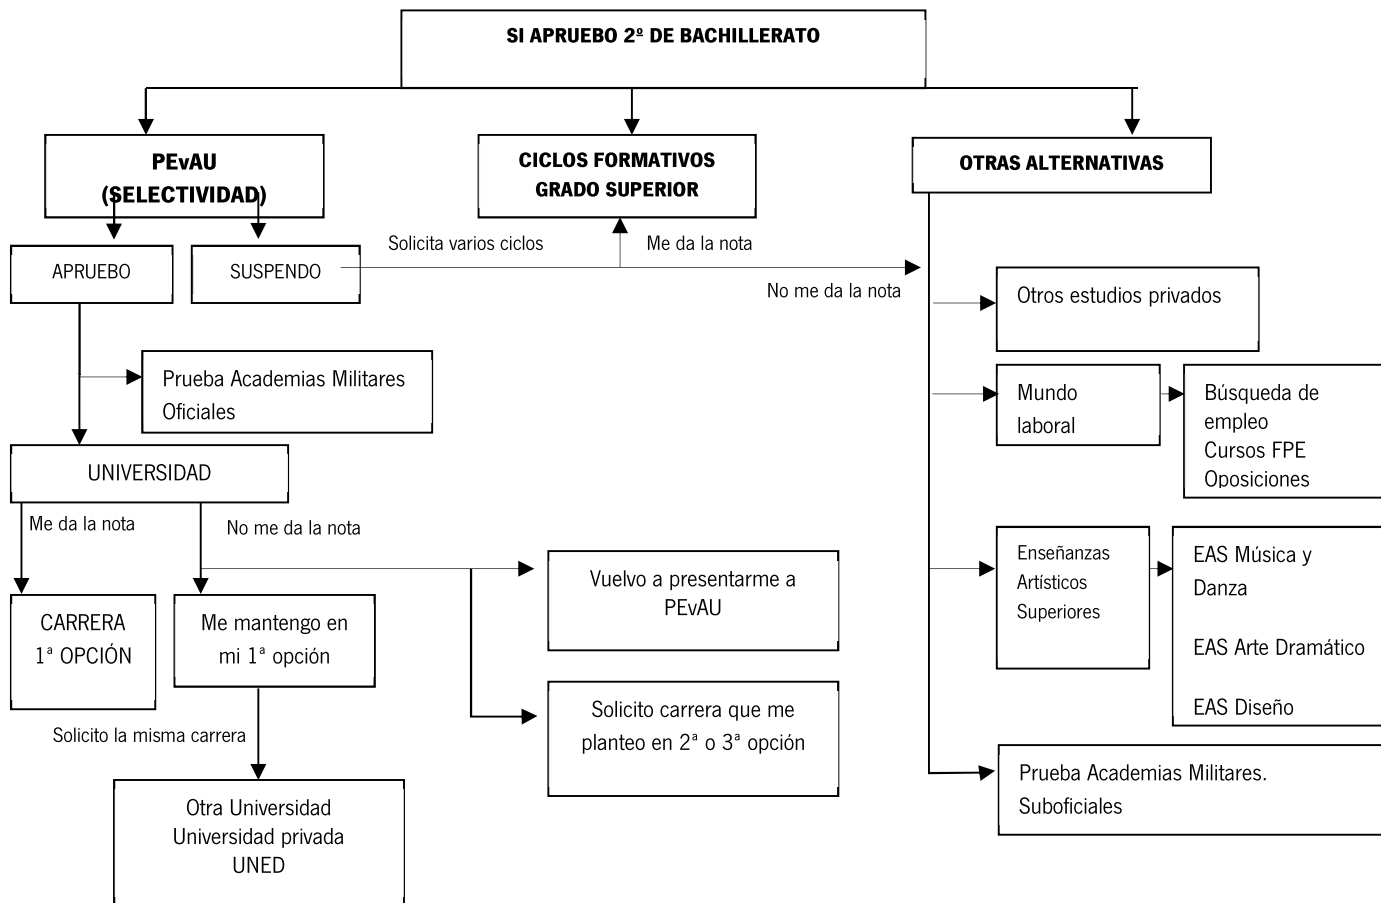 SI APRUEBO 2º DE BACHILLERATO
PEvAU
(SELECTIVIDAD)
CICLOS FORMATIVOS
GRADO SUPERIOR
OTRAS ALTERNATIVAS
APRUEBO
SUSPENDO
Solicita varios ciclos
Me da la nota
No me da la nota
Otros estudios privados
Prueba Academias Militares
Oficiales
Mundo
laboral
Búsqueda de
empleo
Cursos FPE
Oposiciones
UNIVERSIDAD
Me da la nota
No me da la nota
Enseñanzas
Artísticos
Superiores
EAS Música y
Danza
EAS Arte Dramático
EAS Diseño
Vuelvo a presentarme a
PEvAU
CARRERA
1ª OPCIÓN
Me mantengo en
mi 1ª opción
Solicito carrera que me
planteo en 2ª o 3ª opción
Solicito la misma carrera
Prueba Academias Militares.
Suboficiales
Otra Universidad
Universidad privada
UNED